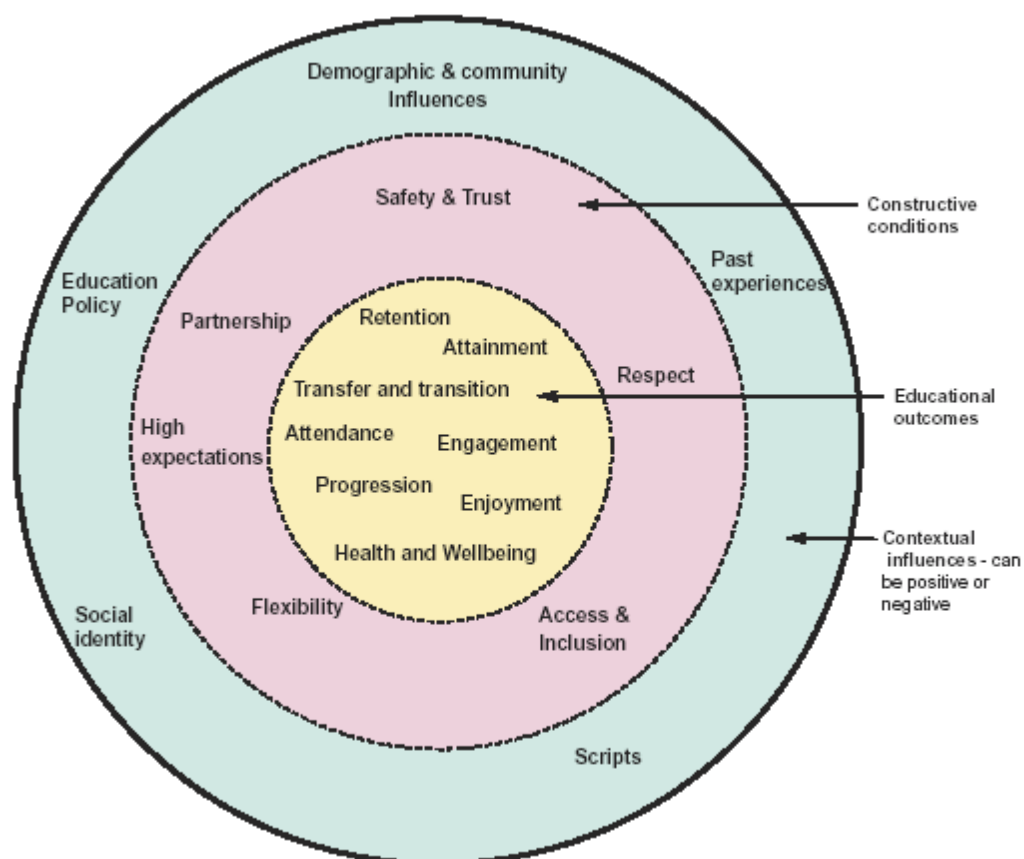 Demographic & community
Influences
Safety & Trust
Constructive
conditions
Past
experiences
Education
Policy
Partnership
Retention
Attainment
Respect
Transfer and transition
Educational
outcomes
High
expectations
Attendance
Engagement
Progression
Enjoyment
Health and Wellbeing
Contextual
influences - can
be positive or
negative
Flexibility
Access &
Inclusion
Social
identity
Scripts